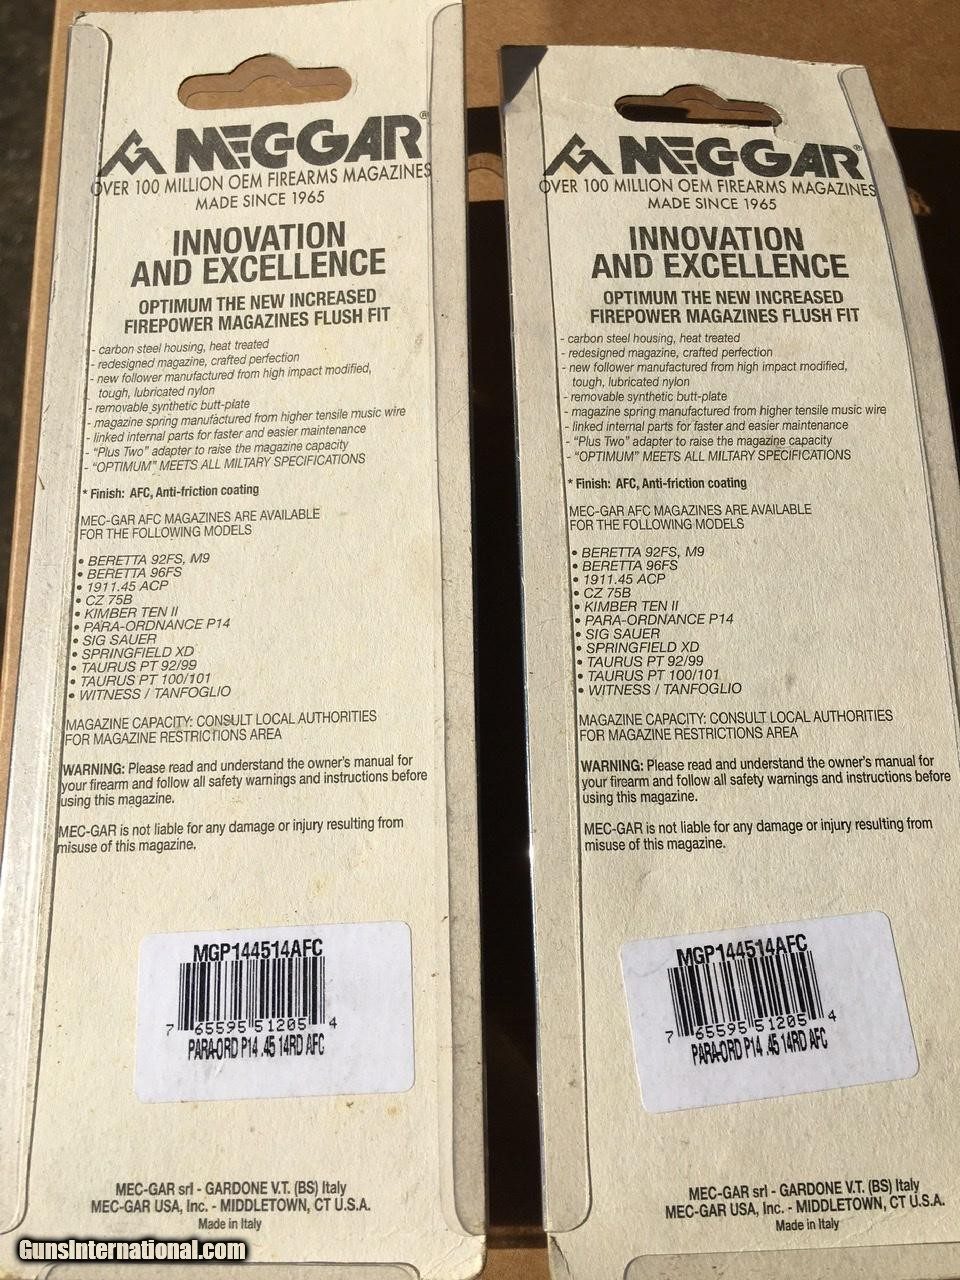 MEC-GAR®
OVER 100 MILLION OEM FIREARMS MAGAZINES
MADE SINCE 1965
INNOVATION
AND EXCELLENCE
OPTIMUM THE NEW INCREASED
FIREPOWER MAGAZINES FLUSH FIT
- carbon steel housing, heat treated
- redesigned magazine, crafted perfection
- new follower manufactured from high impact modified,
tough, lubricated nylon
- removable synthetic butt-plate
- magazine spring manufactured from higher tensile music wire
- linked internal parts for faster and easier maintenance
- "Plus Two" adapter to raise the magazine capacity
- "OPTIMUM" MEETS ALL MILTARY SPECIFICATIONS
* Finish: AFC, Anti-friction coating
MEC-GAR AFC MAGAZINES ARE AVAILABLE
FOR THE FOLLOWING MODELS
• BERETTA 92FS, M9
• BERETTA 96FS
• 1911.45 ACP
• CZ 75B
• KIMBER TEN II
• PARA-ORDNANCE P14
• SIG SAUER
• SPRINGFIELD XD
• TAURUS PT 92/99
• TAURUS PT 100/101
• WITNESS / TANFOGLIO
MAGAZINE CAPACITY: CONSULT LOCAL AUTHORITIES
FOR MAGAZINE RESTRICTIONS AREA
WARNING: Please read and understand the owner's manual for
your firearm and follow all safety warnings and instructions before
using this magazine.
MEC-GAR is not liable for any damage or injury resulting from
misuse of this magazine.
MGP144514AFC
7 65595 51205 4
PARA-ORD P14 .45 14RD AFC
MEC-GAR srl - GARDONE V.T. (BS) Italy
MEC-GAR USA, Inc. - MIDDLETOWN, CT U.S.A.
Made in Italy
MEC-GAR®
OVER 100 MILLION OEM FIREARMS MAGAZINES
MADE SINCE 1965
INNOVATION
AND EXCELLENCE
OPTIMUM THE NEW INCREASED
FIREPOWER MAGAZINES FLUSH FIT
- carbon steel housing, heat treated
- redesigned magazine, crafted perfection
- new follower manufactured from high impact modified,
tough, lubricated nylon
- removable synthetic butt-plate
- magazine spring manufactured from higher tensile music wire
- linked internal parts for faster and easier maintenance
- "Plus Two" adapter to raise the magazine capacity
- "OPTIMUM" MEETS ALL MILTARY SPECIFICATIONS
* Finish: AFC, Anti-friction coating
MEC-GAR AFC MAGAZINES ARE AVAILABLE
FOR THE FOLLOWING MODELS
• BERETTA 92FS, M9
• BERETTA 96FS
• 1911.45 ACP
• CZ 75B
• KIMBER TEN II
• PARA-ORDNANCE P14
• SIG SAUER
• SPRINGFIELD XD
• TAURUS PT 92/99
• TAURUS PT 100/101
• WITNESS / TANFOGLIO
MAGAZINE CAPACITY: CONSULT LOCAL AUTHORITIES
FOR MAGAZINE RESTRICTIONS AREA
WARNING: Please read and understand the owner's manual for
your firearm and follow all safety warnings and instructions before
using this magazine.
MEC-GAR is not liable for any damage or injury resulting from
misuse of this magazine.
MGP144514AFC
7 65595 51205 4
PARA-ORD P14 .45 14RD AFC
MEC-GAR srl - GARDONE V.T. (BS) Italy
MEC-GAR USA, Inc. - MIDDLETOWN, CT U.S.A.
Made in Italy
GunsInternational.com